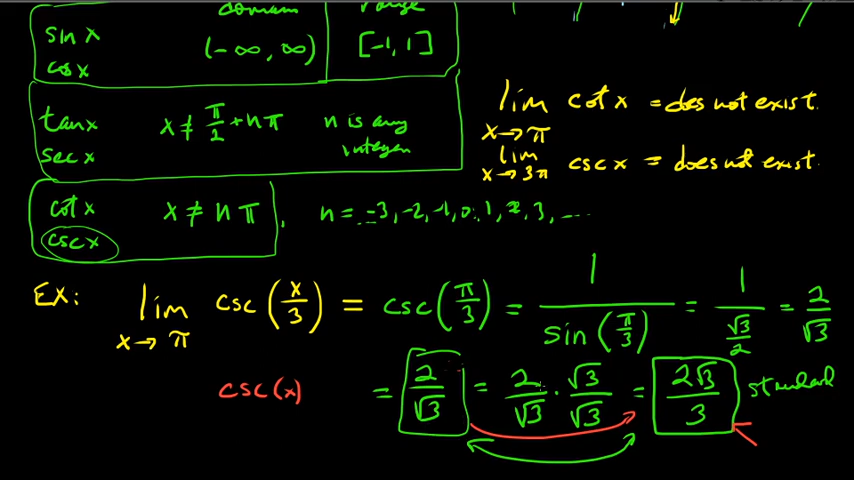 domain range
sin x (-∞, ∞) [-1, 1]
cos x
tan x x ≠ π/2 + nπ n is any
sec x integer
cot x x ≠ nπ, n = -3, -2, -1, 0, 1, 2, 3, ...
csc x
lim x→π cot x = does not exist.
lim x→3π csc x = does not exist.
EX: lim x→π csc(x/3) = csc(π/3) = 1/sin(π/3) = 1/(√3/2) = 2/√3
csc(x) = 2/√3 = 2/√3 · √3/√3 = 2√3/3 standard